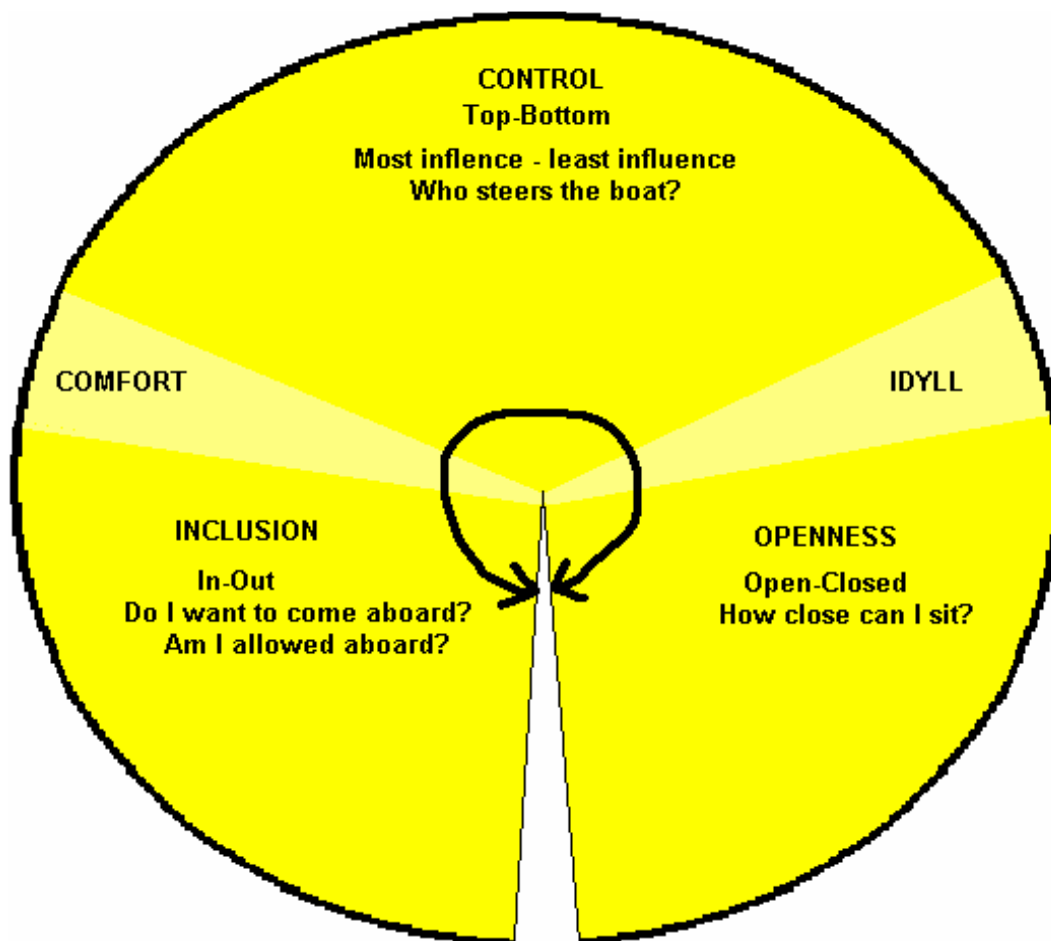 CONTROL
Top-Bottom
Most inflence - least influence
Who steers the boat?
COMFORT
IDYLL
INCLUSION
In-Out
Do I want to come aboard?
Am I allowed aboard?
OPENNESS
Open-Closed
How close can I sit?